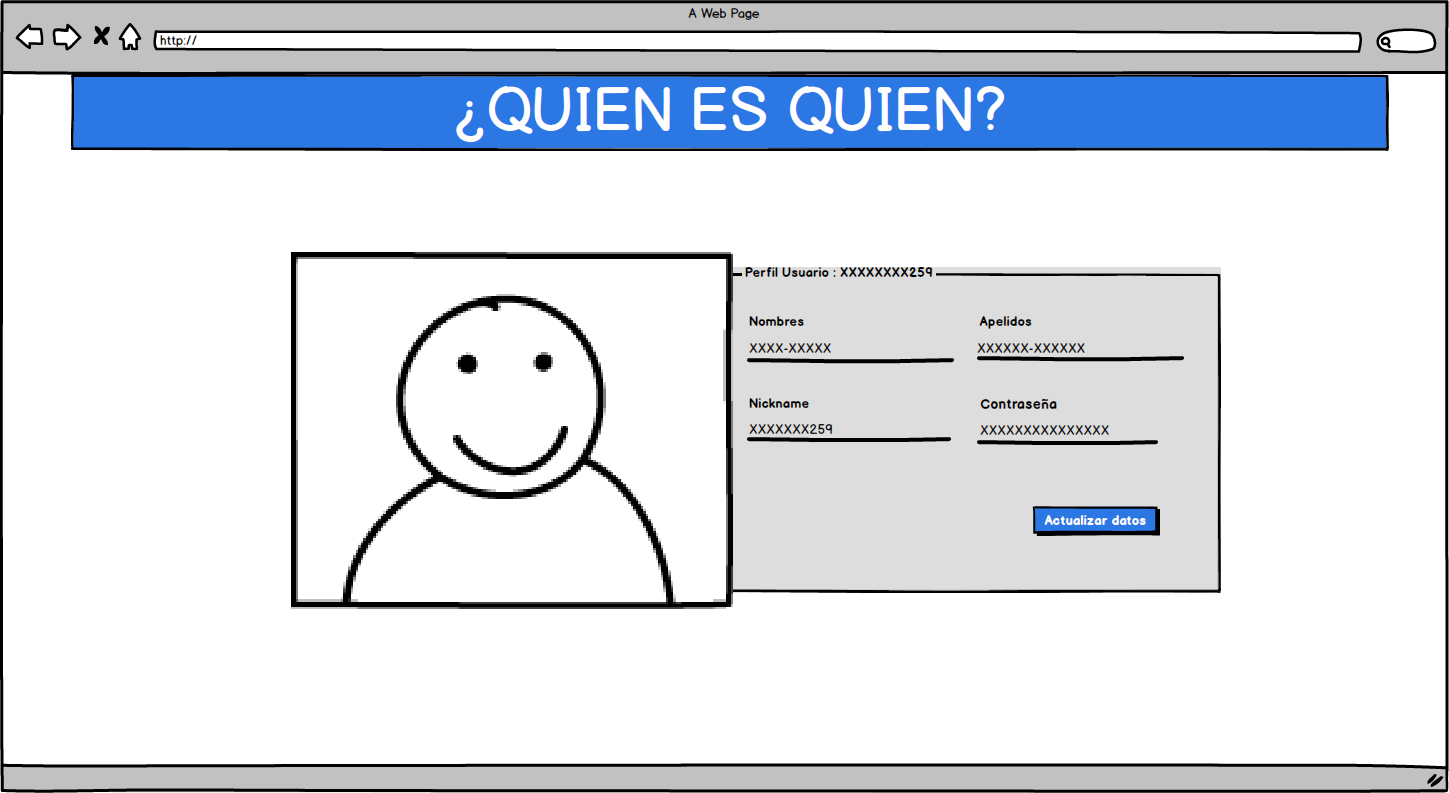 A Web Page
http://
¿QUIEN ES QUIEN?
Perfil Usuario : XXXXXXXX259
Nombres
Apelidos
XXXX-XXXXX
XXXXXX-XXXXXX
Nickname
Contraseña
XXXXXXX259
XXXXXXXXXXXXXXX
Actualizar datos